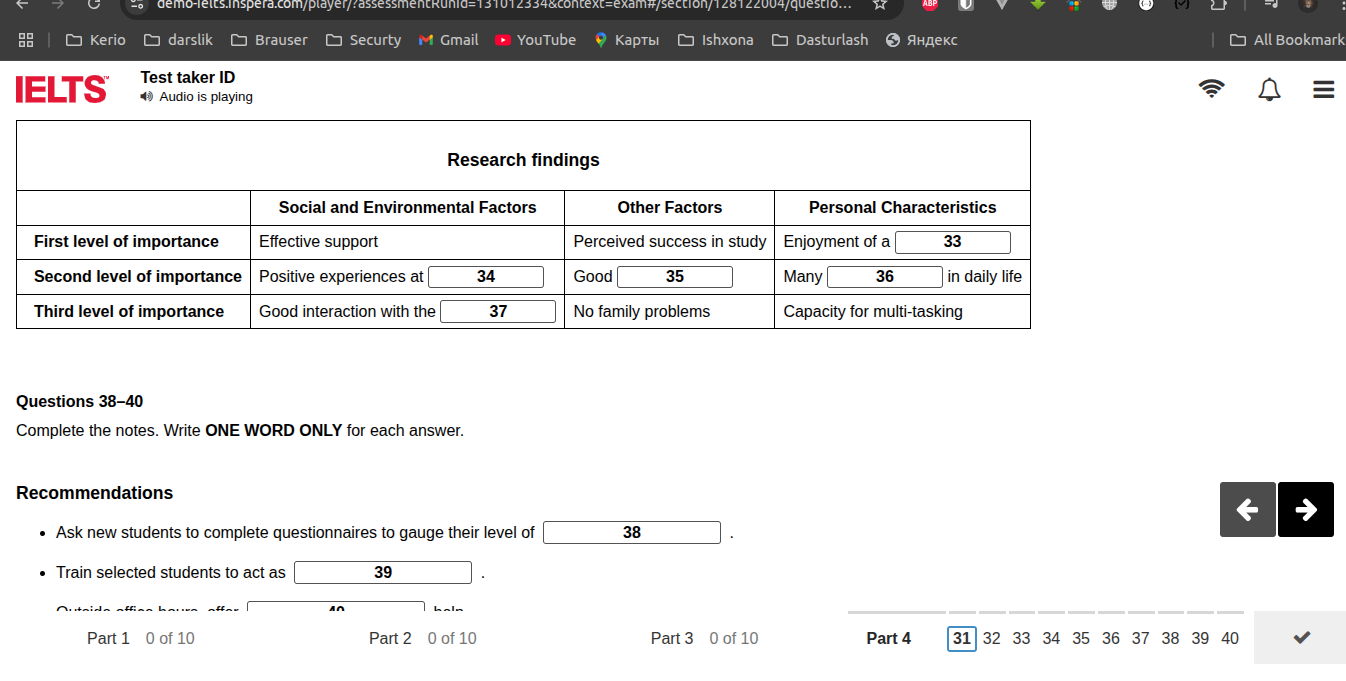 demo-ielts.inspera.com/player/?assessmentRunId=131012334&context=exam#/section/128122004/questio...
ABP
Kerio darslik Brauser Securty Gmail YouTube Карты Ishxona Dasturlash Яндекс All Bookmark
IELTS™ Test taker ID
Audio is playing
Research findings
Social and Environmental Factors Other Factors Personal Characteristics
First level of importance Effective support Perceived success in study Enjoyment of a 33
Second level of importance Positive experiences at 34 Good 35 Many 36 in daily life
Third level of importance Good interaction with the 37 No family problems Capacity for multi-tasking
Questions 38–40
Complete the notes. Write ONE WORD ONLY for each answer.
Recommendations
• Ask new students to complete questionnaires to gauge their level of 38 .
• Train selected students to act as 39 .
Outside office hours, offer 40 help
Part 1 0 of 10 Part 2 0 of 10 Part 3 0 of 10 Part 4 31 32 33 34 35 36 37 38 39 40